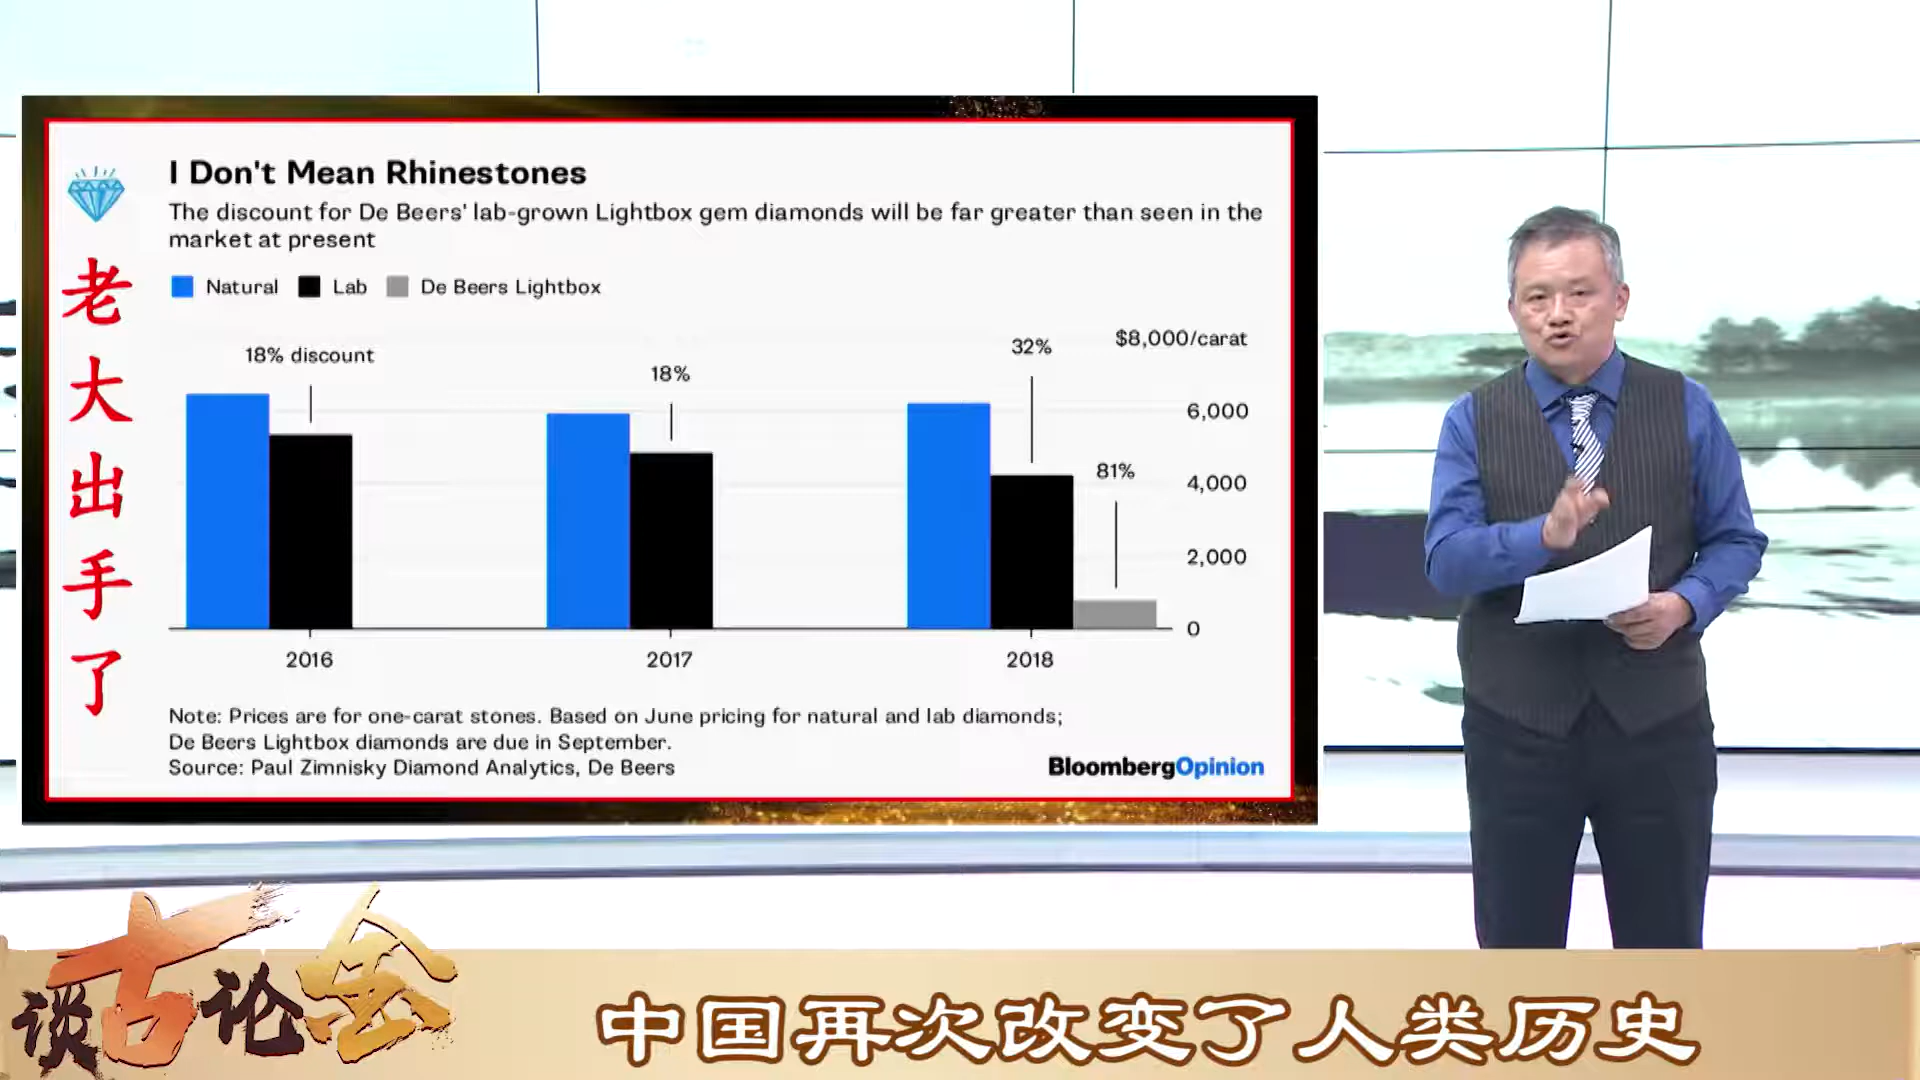 I Don't Mean Rhinestones
The discount for De Beers' lab-grown Lightbox gem diamonds will be far greater than seen in the
market at present
Natural Lab De Beers Lightbox
老大出手了
18% discount
18%
32%
81%
$8,000/carat
6,000
4,000
2,000
0
2016 2017 2018
Note: Prices are for one-carat stones. Based on June pricing for natural and lab diamonds;
De Beers Lightbox diamonds are due in September.
Source: Paul Zimnisky Diamond Analytics, De Beers
BloombergOpinion
谈古论金
中国再次改变了人类历史